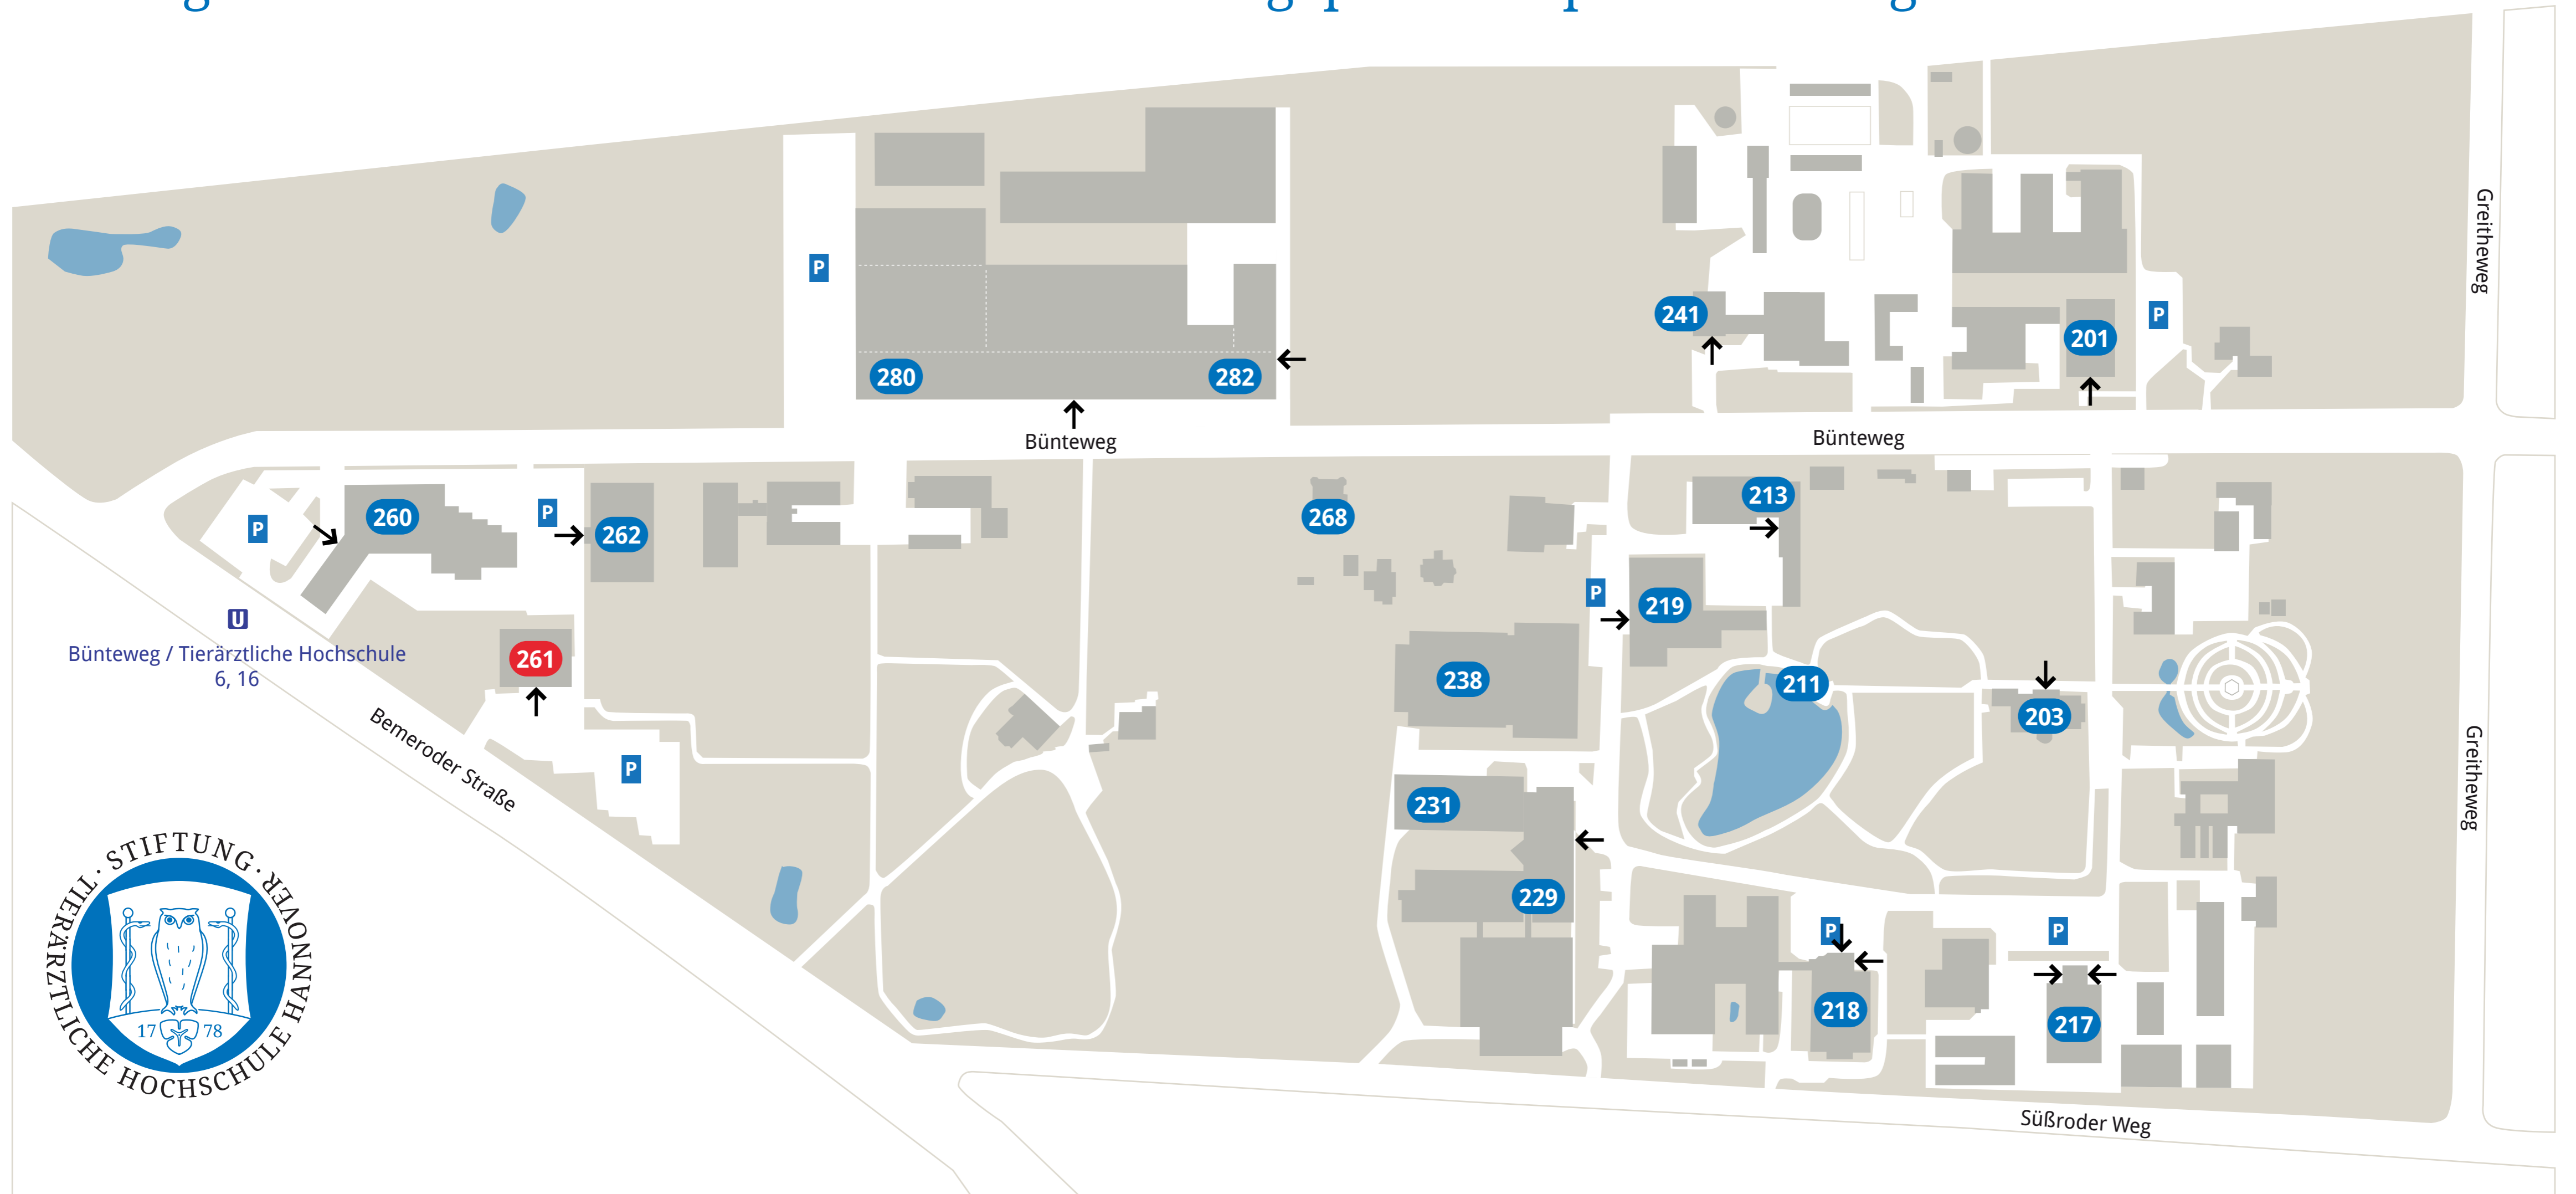 P
Greitheweg
241
P
201
280
282
Bünteweg
Bünteweg
260
P
P
262
268
213
P
219
U
Bünteweg / Tierärztliche Hochschule
6, 16
261
238
211
203
Bemeroder Straße
P
Greitheweg
231
229
P
P
218
217
STIFTUNG · TIERÄRZTLICHE HOCHSCHULE HANNOVER ·
17 78
Süßroder Weg